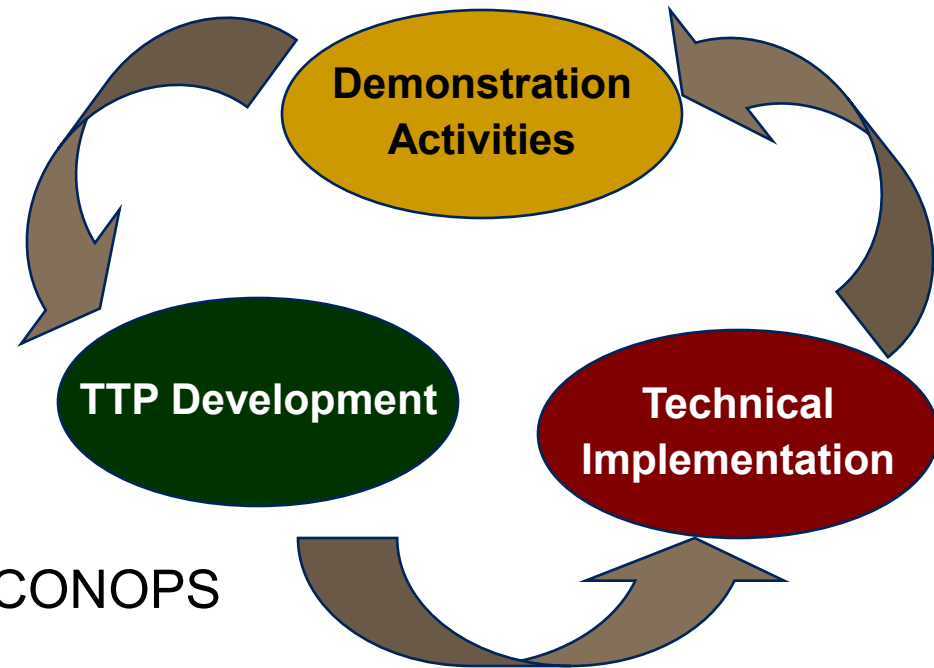 Demonstration
Activities
TTP Development
Technical
Implementation
CONOPS